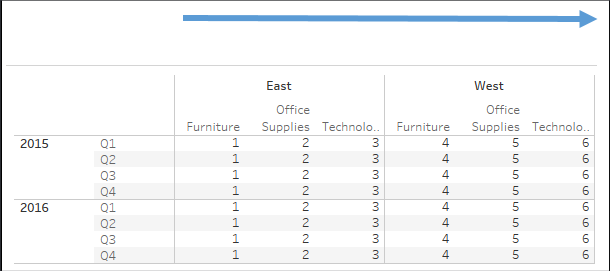 East West
Office Office
Furniture Supplies Technolo.. Furniture Supplies Technolo..
2015 Q1 1 2 3 4 5 6
Q2 1 2 3 4 5 6
Q3 1 2 3 4 5 6
Q4 1 2 3 4 5 6
2016 Q1 1 2 3 4 5 6
Q2 1 2 3 4 5 6
Q3 1 2 3 4 5 6
Q4 1 2 3 4 5 6